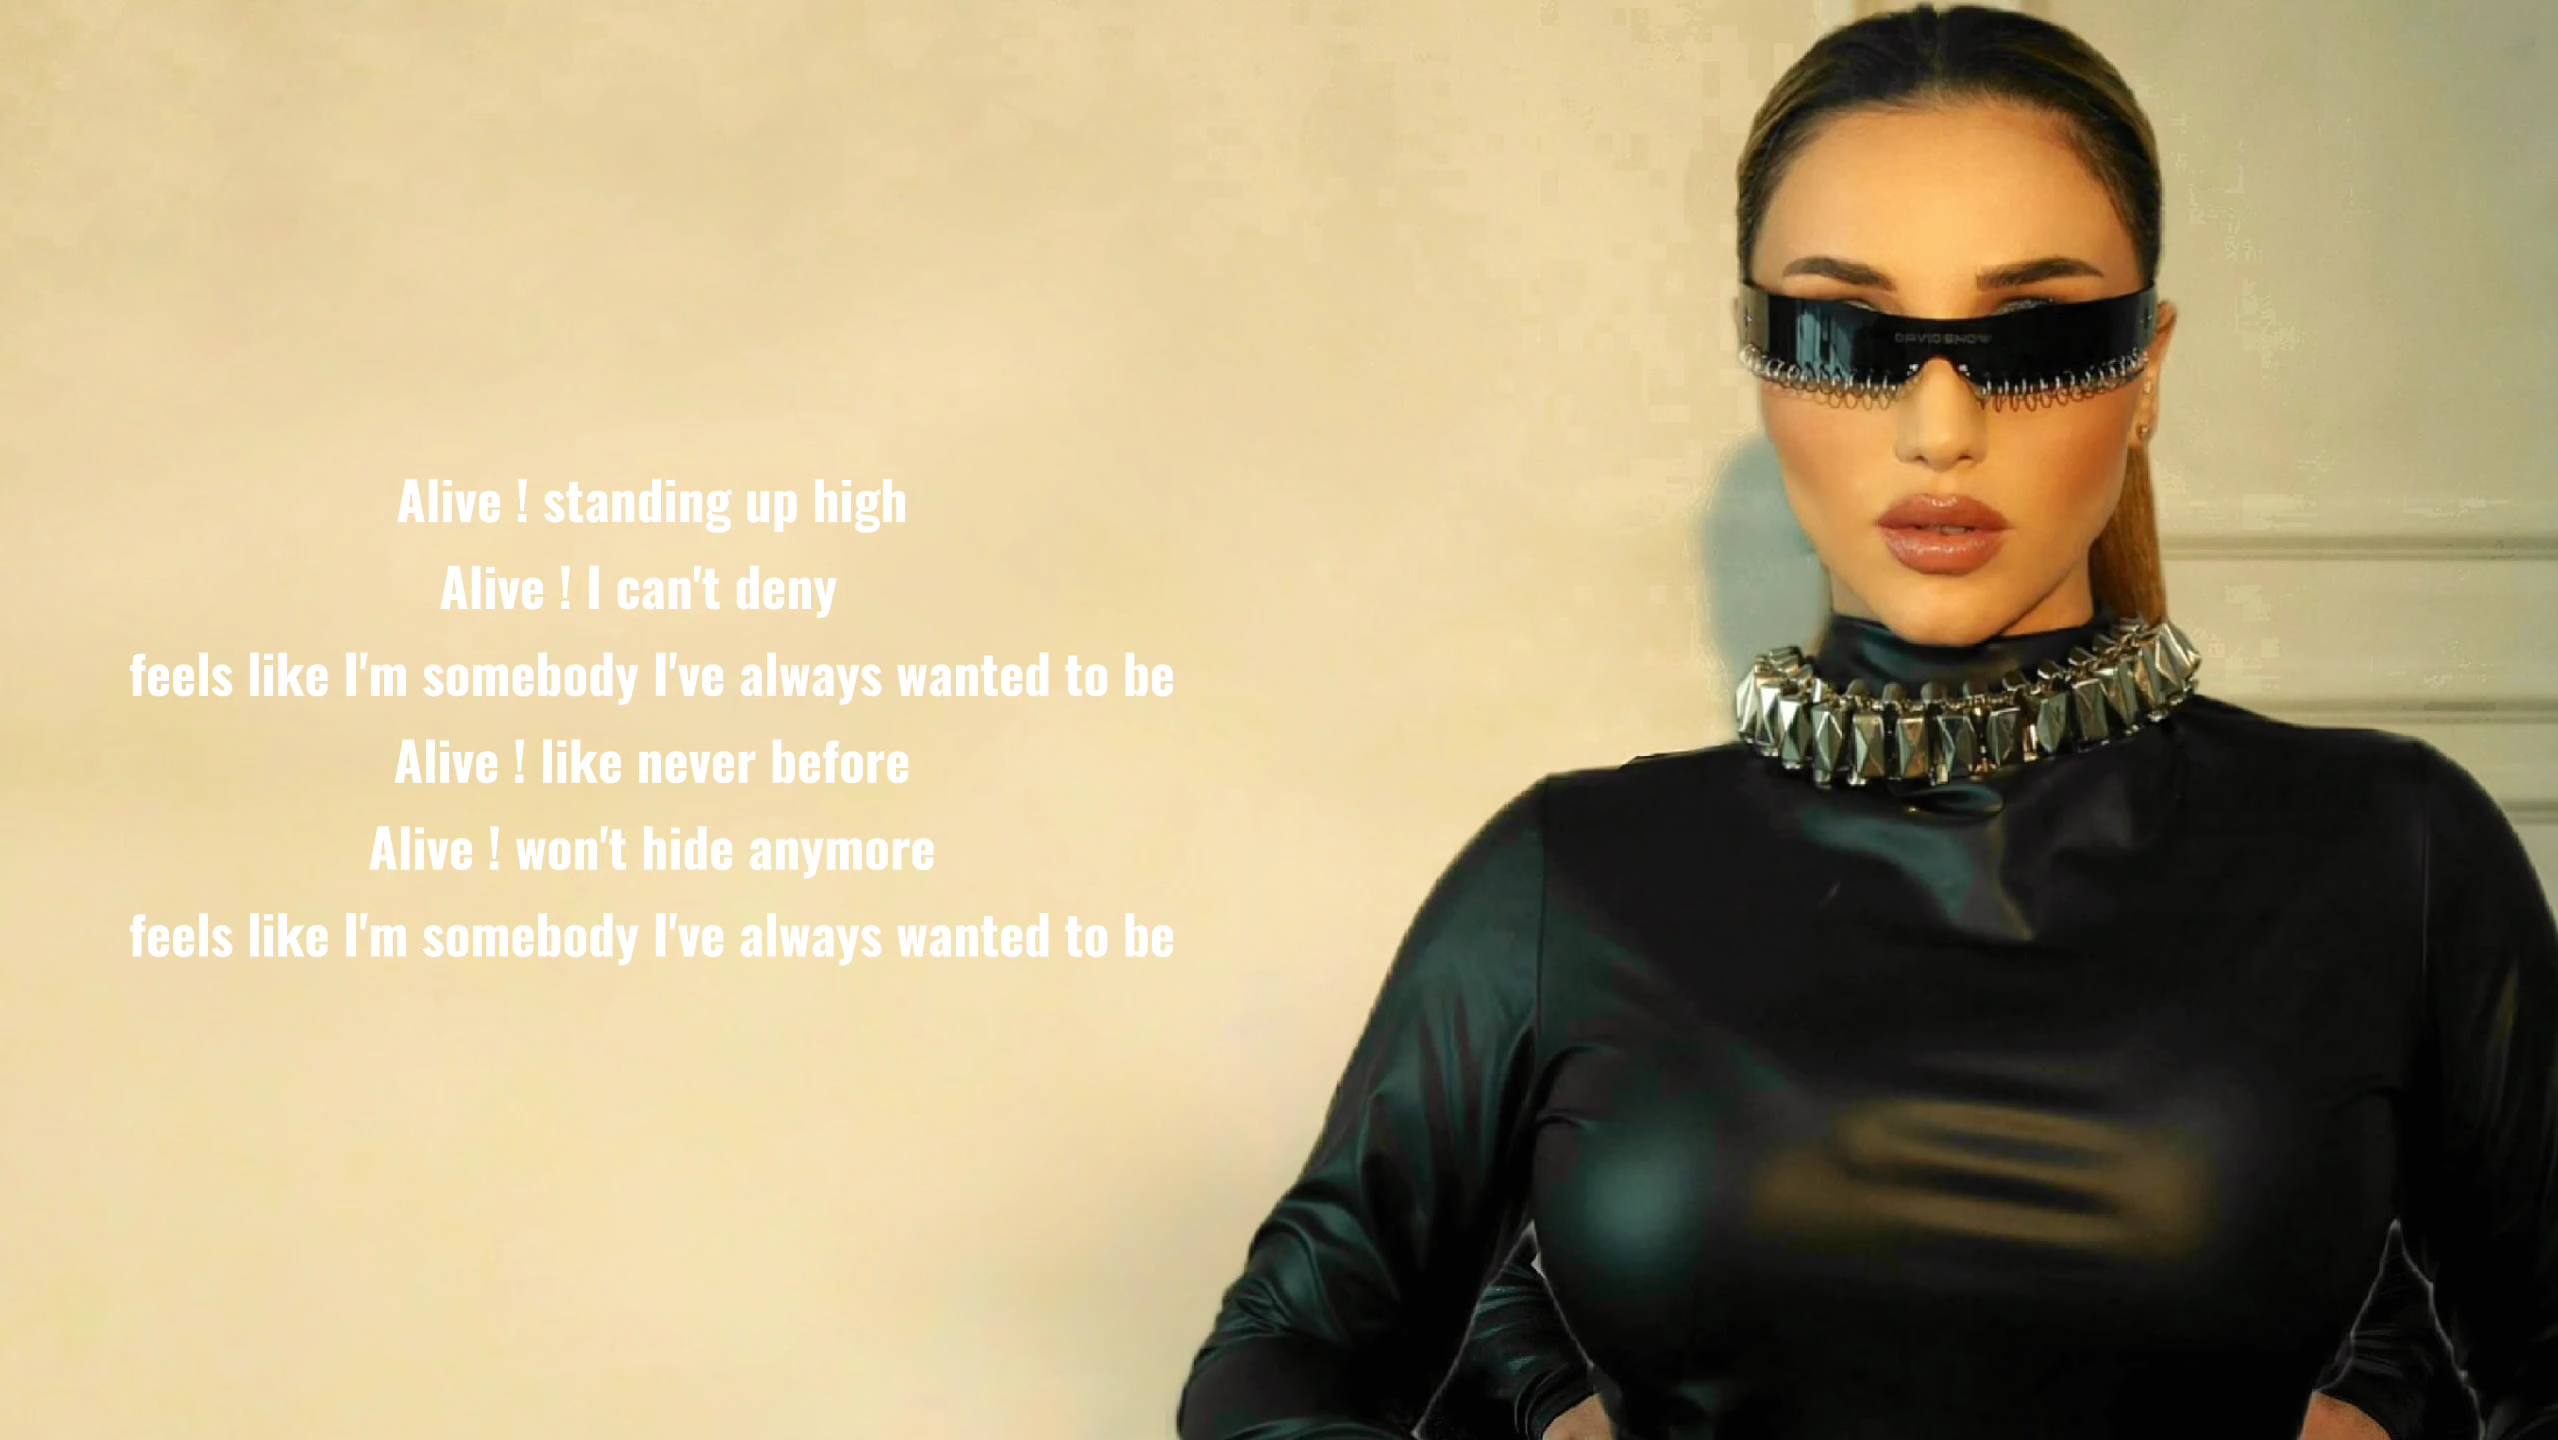 Alive ! standing up high
Alive ! I can't deny
feels like I'm somebody I've always wanted to be
Alive ! like never before
Alive ! won't hide anymore
feels like I'm somebody I've always wanted to be
DAVIDSNOW